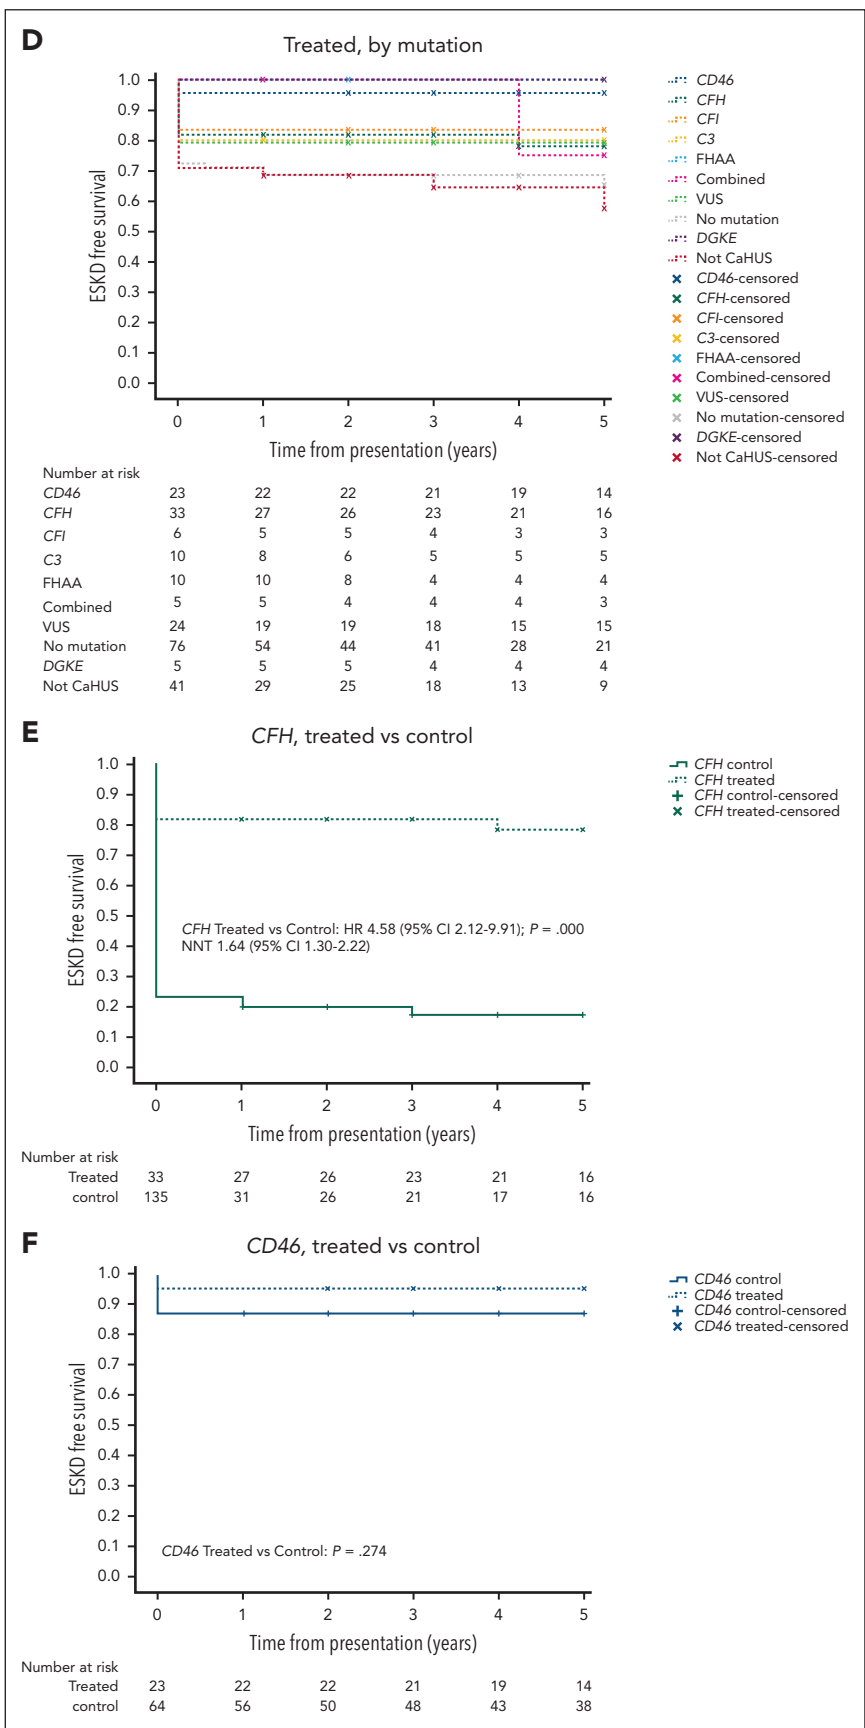 D
Treated, by mutation
1.0
0.9
0.8
0.7
0.6
0.5
0.4
0.3
0.2
0.1
0.0
ESKD free survival
0 1 2 3 4 5
Time from presentation (years)
CD46
CFH
CFI
C3
FHAA
Combined
VUS
No mutation
DGKE
Not CaHUS
CD46-censored
CFH-censored
CFI-censored
C3-censored
FHAA-censored
Combined-censored
VUS-censored
No mutation-censored
DGKE-censored
Not CaHUS-censored
Number at risk
CD46 23 22 22 21 19 14
CFH 33 27 26 23 21 16
CFI 6 5 5 4 3 3
C3 10 8 6 5 5 5
FHAA 10 10 8 4 4 4
Combined 5 5 4 4 4 3
VUS 24 19 19 18 15 15
No mutation 76 54 44 41 28 21
DGKE 5 5 5 4 4 4
Not CaHUS 41 29 25 18 13 9
E
CFH, treated vs control
1.0
0.9
0.8
0.7
0.6
0.5
0.4
0.3
0.2
0.1
0.0
ESKD free survival
CFH Treated vs Control: HR 4.58 (95% CI 2.12-9.91); P = .000
NNT 1.64 (95% CI 1.30-2.22)
0 1 2 3 4 5
Time from presentation (years)
CFH control
CFH treated
CFH control-censored
CFH treated-censored
Number at risk
Treated 33 27 26 23 21 16
control 135 31 26 21 17 16
F
CD46, treated vs control
1.0
0.9
0.8
0.7
0.6
0.5
0.4
0.3
0.2
0.1
0.0
ESKD free survival
CD46 Treated vs Control: P = .274
0 1 2 3 4 5
Time from presentation (years)
CD46 control
CD46 treated
CD46 control-censored
CD46 treated-censored
Number at risk
Treated 23 22 22 21 19 14
control 64 56 50 48 43 38